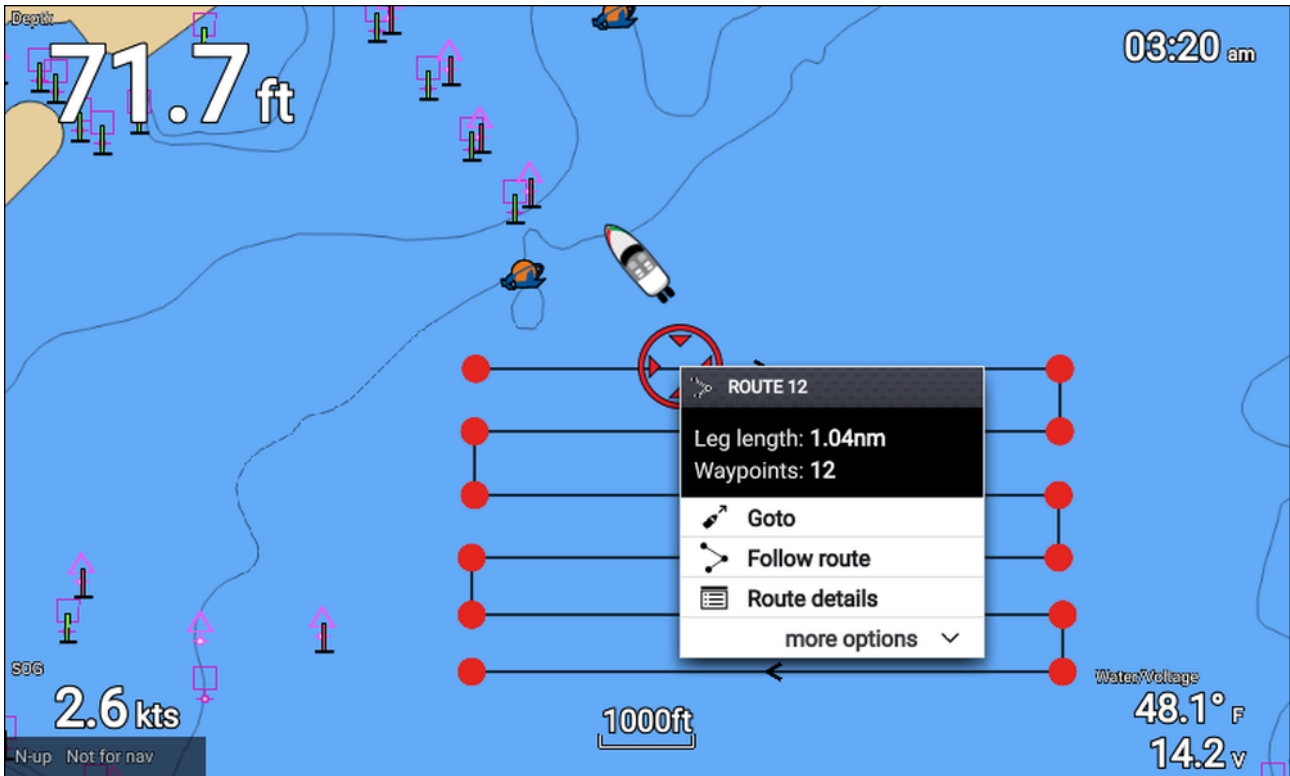 Depth
71.7 ft
03:20 am
ROUTE 12
Leg length: 1.04nm
Waypoints: 12
Goto
Follow route
Route details
more options
SOG
2.6 kts
N-up Not for nav
1000ft
Water/Voltage
48.1° F
14.2 v